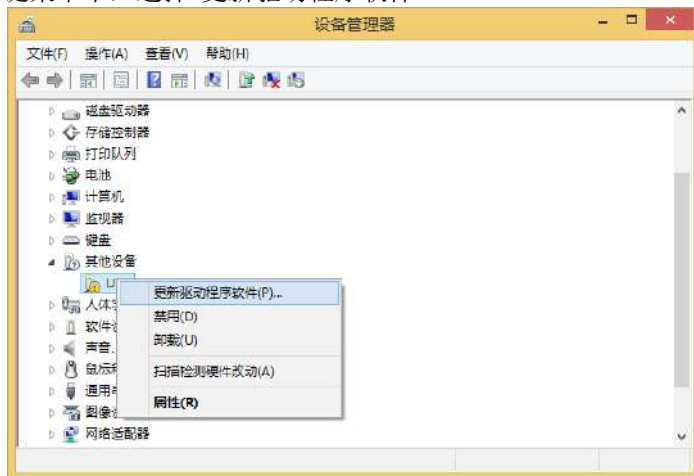 设备管理器
文件(F) 操作(A) 查看(V) 帮助(H)
磁盘驱动器
存储控制器
打印队列
电池
计算机
监视器
键盘
其他设备
U
更新驱动程序软件(P)...
人体
禁用(D)
软件
卸载(U)
声音、
扫描检测硬件改动(A)
鼠标和
通用
属性(R)
图像
网络适配器